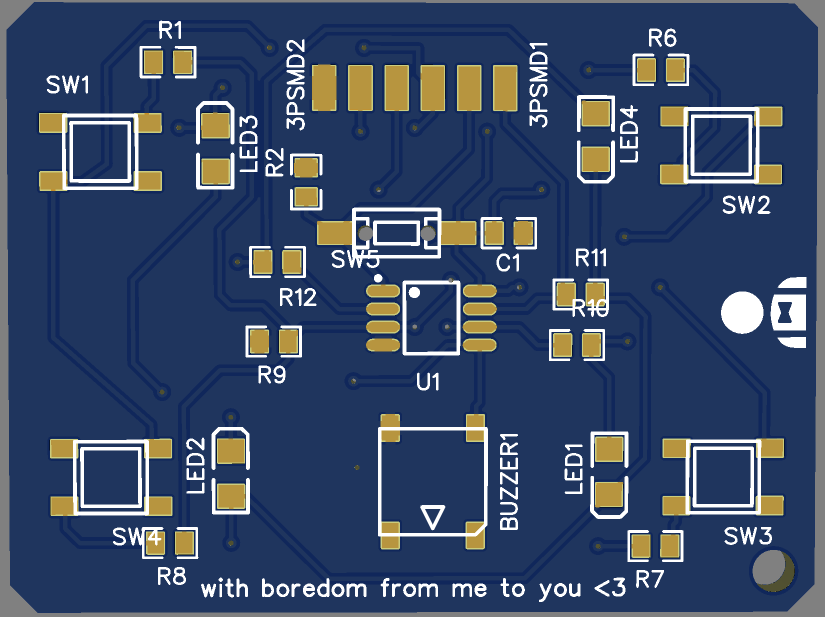 R1
R6
SW1
3PSMD2
3PSMD1
LED3
R2
LED4
SW2
SW5
C1
R11
R12
R10
R9
U1
LED2
BUZZER1
LED1
SW4
SW3
R8
R7
with boredom from me to you <3